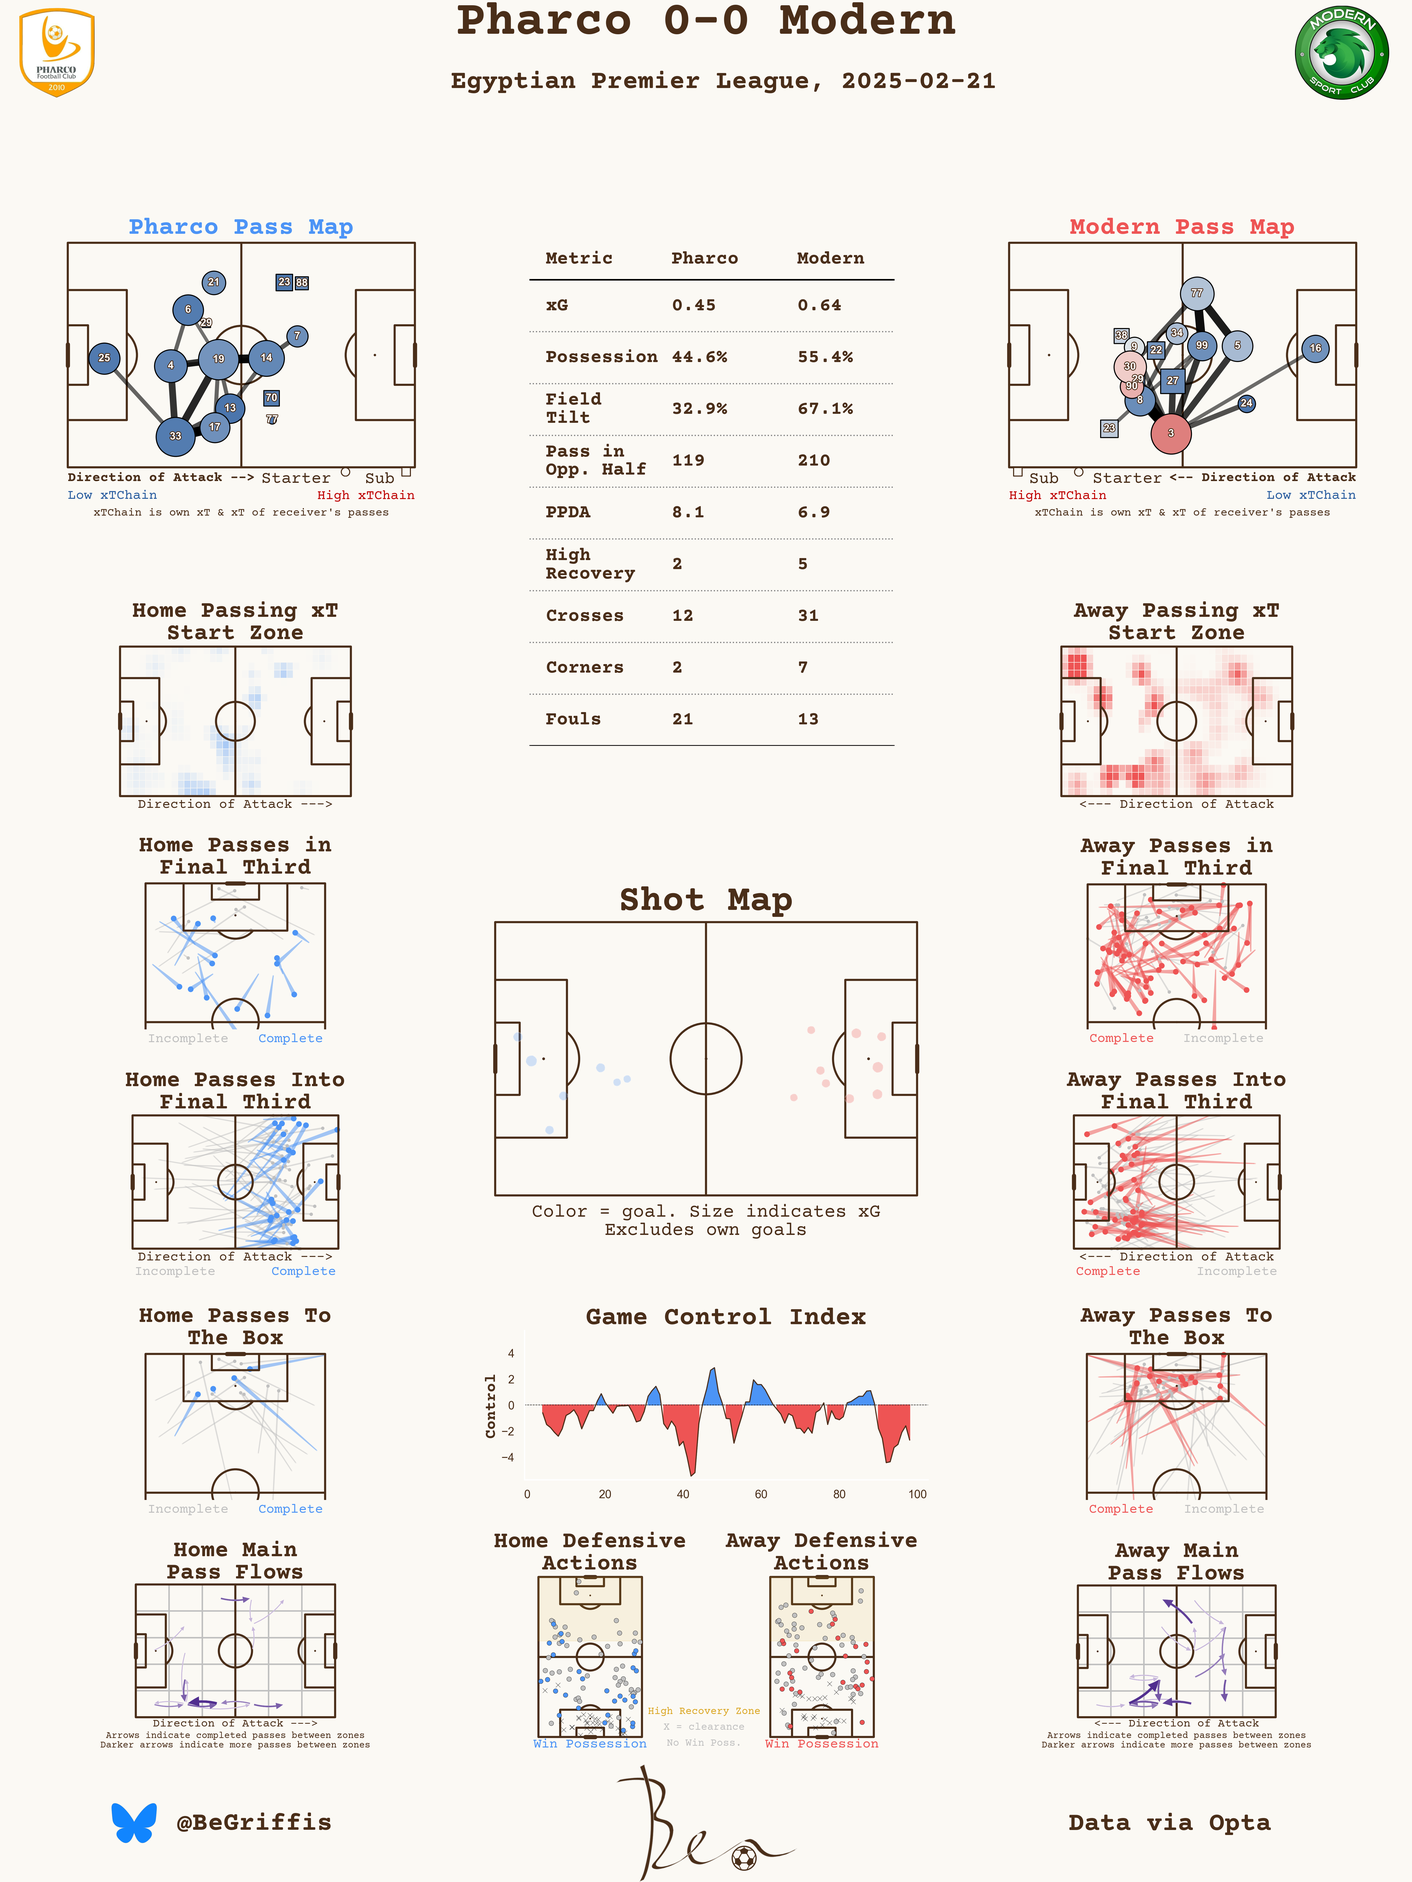 Pharco 0-0 Modern
Egyptian Premier League, 2025-02-21
PHARCO
Football Club
2010
MODERN
SPORT CLUB
Pharco Pass Map
21
23
88
6
29
7
25
4
19
14
70
13
77
17
33
Direction of Attack --> Starter Sub
Low xTChain High xTChain
xTChain is own xT & xT of receiver's passes
Metric Pharco Modern
xG 0.45 0.64
Possession 44.6% 55.4%
Field
Tilt 32.9% 67.1%
Pass in
Opp. Half 119 210
PPDA 8.1 6.9
High
Recovery 2 5
Crosses 12 31
Corners 2 7
Fouls 21 13
Modern Pass Map
77
38
34
9
22
99
5
16
30
29
27
90
8
24
23
3
Sub Starter <-- Direction of Attack
High xTChain Low xTChain
xTChain is own xT & xT of receiver's passes
Home Passing xT
Start Zone
Direction of Attack --->
Away Passing xT
Start Zone
<--- Direction of Attack
Home Passes in
Final Third
Incomplete Complete
Away Passes in
Final Third
Complete Incomplete
Shot Map
Color = goal. Size indicates xG
Excludes own goals
Home Passes Into
Final Third
Direction of Attack --->
Incomplete Complete
Away Passes Into
Final Third
<--- Direction of Attack
Complete Incomplete
Home Passes To
The Box
Incomplete Complete
Game Control Index
Control
4
2
0
−2
−4
0 20 40 60 80 100
Away Passes To
The Box
Complete Incomplete
Home Main
Pass Flows
Direction of Attack --->
Arrows indicate completed passes between zones
Darker arrows indicate more passes between zones
Home Defensive
Actions
Win Possession
Away Defensive
Actions
Win Possession
High Recovery Zone
X = clearance
No Win Poss.
Away Main
Pass Flows
<--- Direction of Attack
Arrows indicate completed passes between zones
Darker arrows indicate more passes between zones
@BeGriffis
Ben
Data via Opta